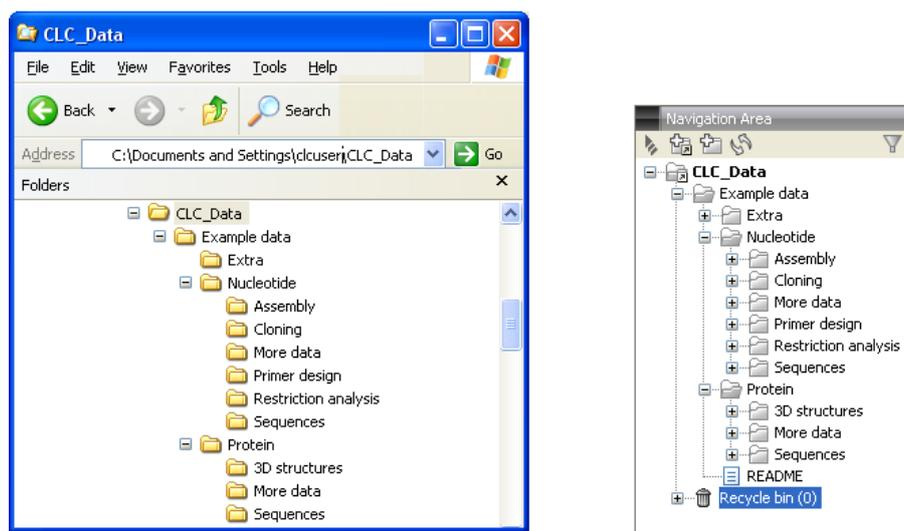 CLC_Data
File Edit View Favorites Tools Help
Back Search
Address C:\Documents and Settings\clcuser\CLC_Data Go
Folders
CLC_Data
Example data
Extra
Nucleotide
Assembly
Cloning
More data
Primer design
Restriction analysis
Sequences
Protein
3D structures
More data
Sequences
Navigation Area
CLC_Data
Example data
Extra
Nucleotide
Assembly
Cloning
More data
Primer design
Restriction analysis
Sequences
Protein
3D structures
More data
Sequences
README
Recycle bin (0)